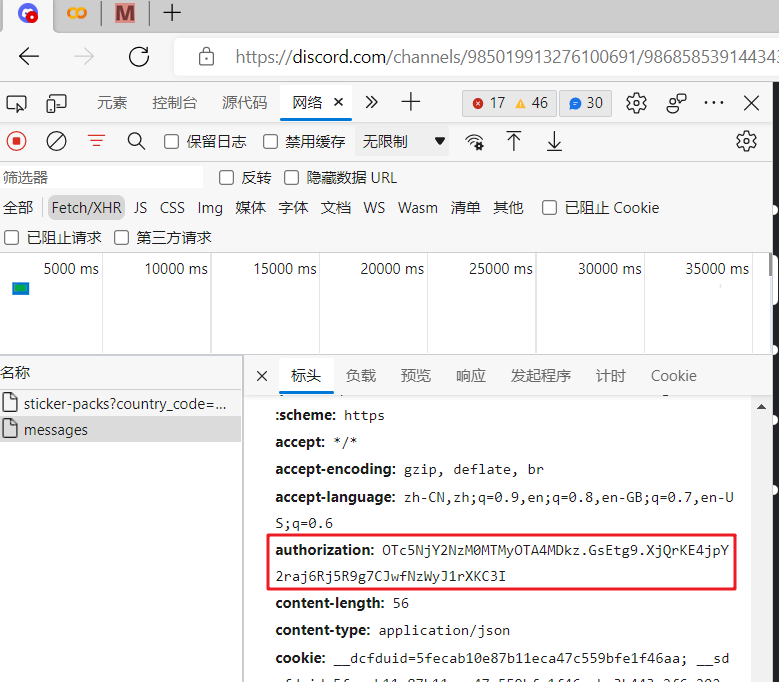 https://discord.com/channels/985019913276100691/986858539144343
元素 控制台 源代码 网络 17 46 30
保留日志 禁用缓存 无限制
筛选器 反转 隐藏数据 URL
全部 Fetch/XHR JS CSS Img 媒体 字体 文档 WS Wasm 清单 其他 已阻止 Cookie
已阻止请求 第三方请求
5000 ms 10000 ms 15000 ms 20000 ms 25000 ms 30000 ms 35000 ms
名称
sticker-packs?country_code=...
messages
标头 负载 预览 响应 发起程序 计时 Cookie
:scheme: https
accept: */*
accept-encoding: gzip, deflate, br
accept-language: zh-CN,zh;q=0.9,en;q=0.8,en-GB;q=0.7,en-U
S;q=0.6
authorization: OTc5NjY2NzM0MTMyOTA4MDkz.GsEtg9.XjQrKE4jpY
2raj6Rj5R9g7CJwfNzWyJ1rXKC3I
content-length: 56
content-type: application/json
cookie: __dcfduid=5fecab10e87b11eca47c559bfe1f46aa; __sd